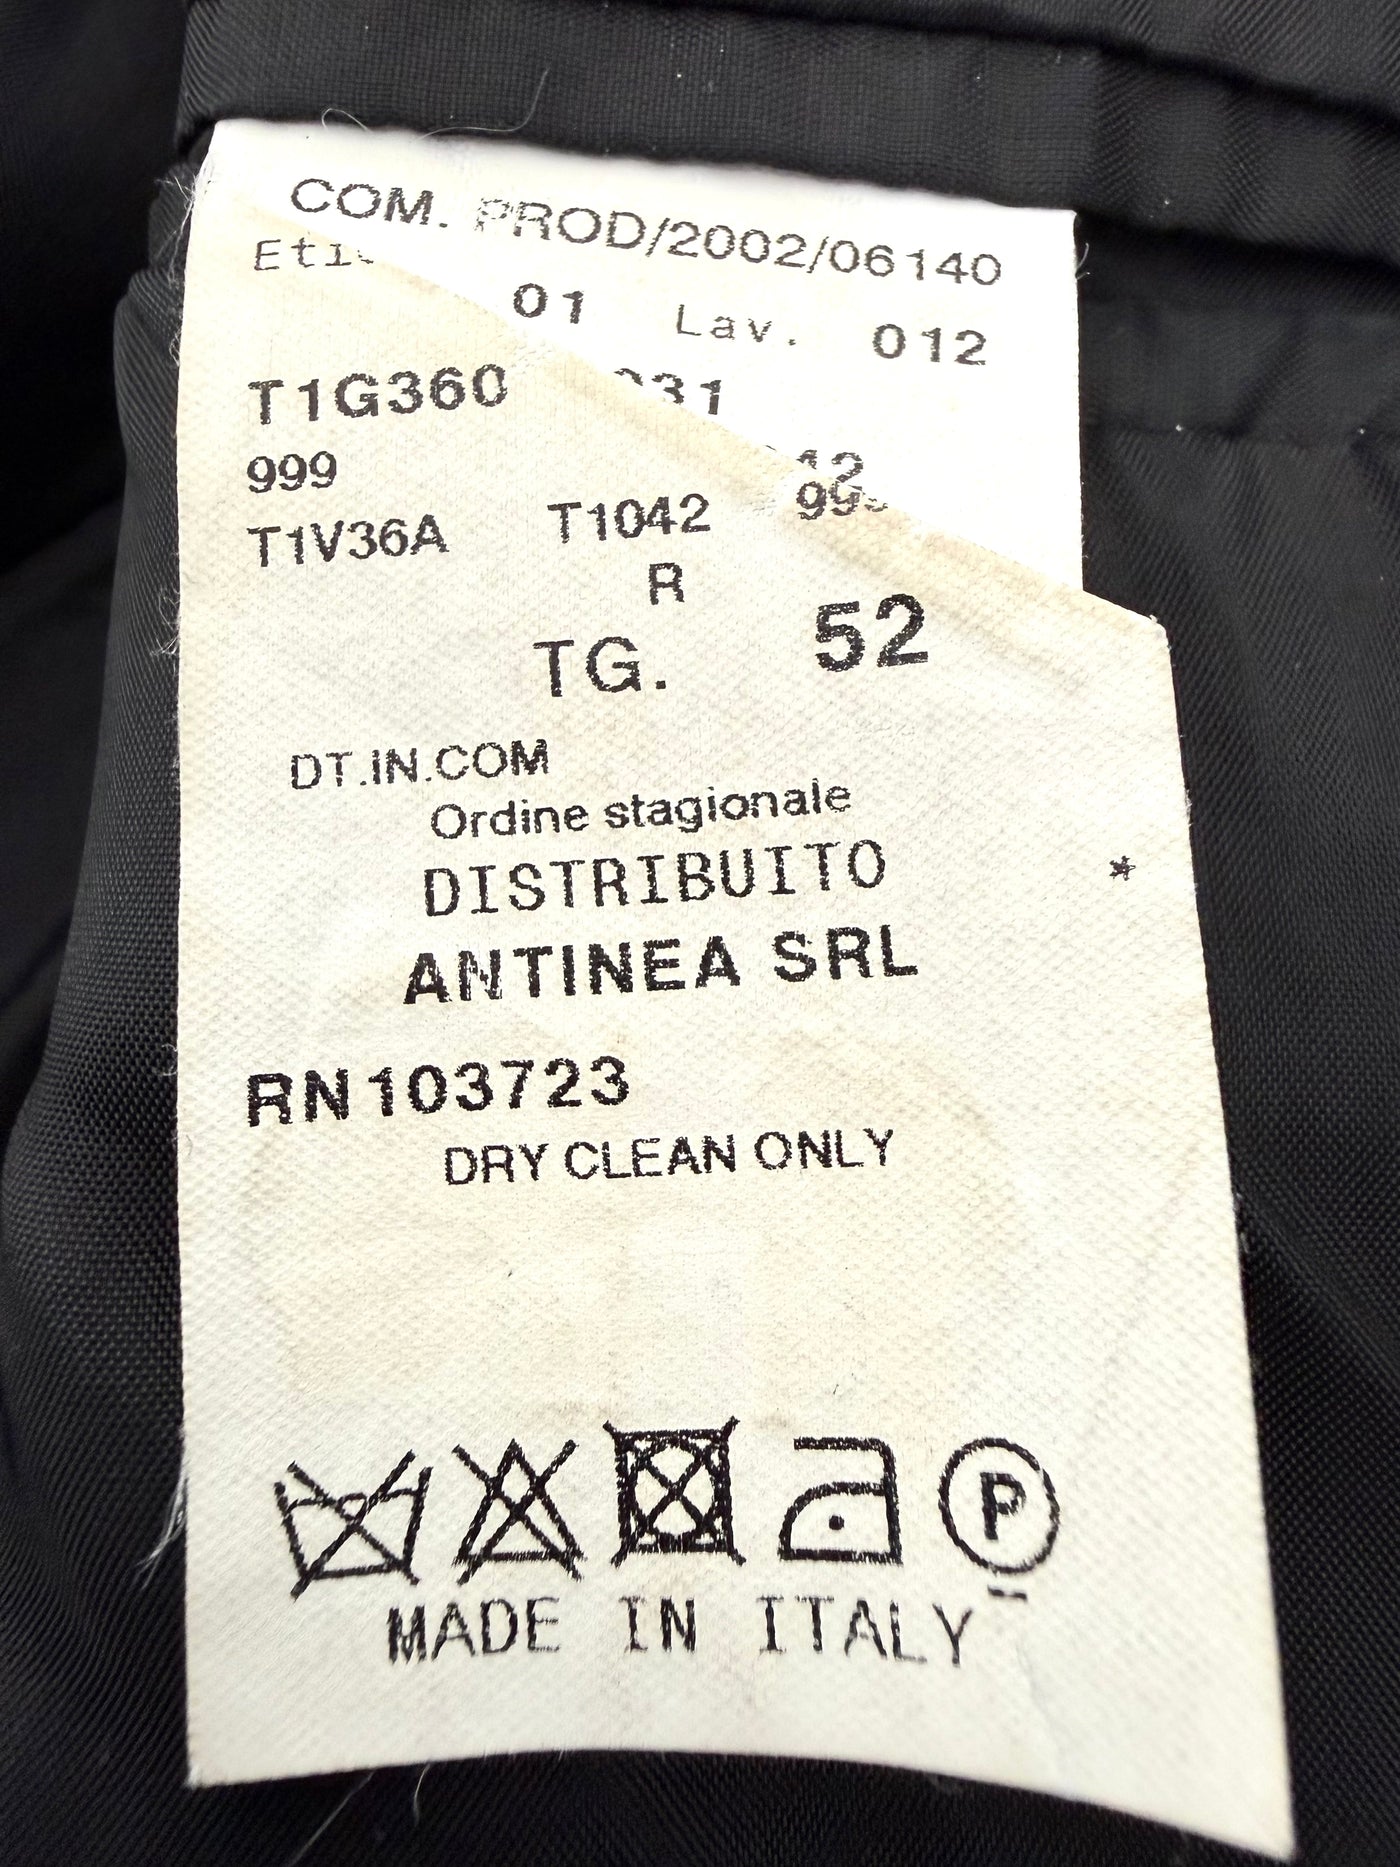 COM. PROD/2002/06140
01 Lav. 012
T1G360
999
T1V36A T1042
R
TG. 52
DT.IN.COM
Ordine stagionale
DISTRIBUITO *
ANTINEA SRL
RN103723
DRY CLEAN ONLY
P
MADE IN ITALY